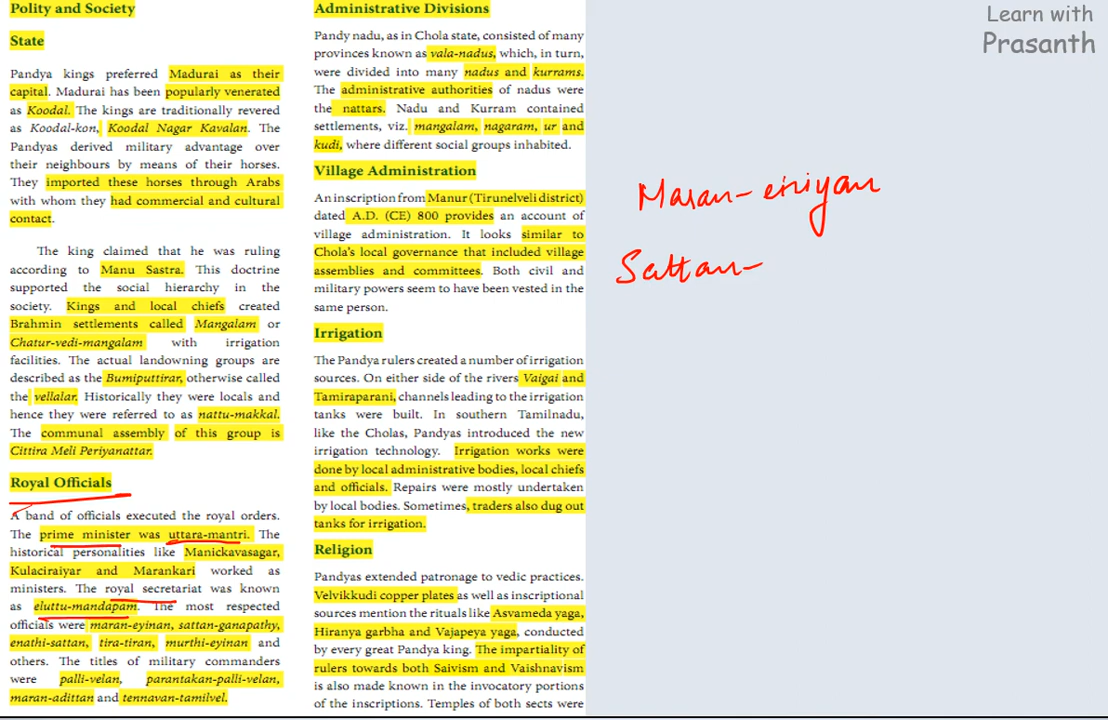 Polity and Society
State
Pandya kings preferred Madurai as their
capital. Madurai has been popularly venerated
as Koodal. The kings are traditionally revered
as Koodal-kon, Koodal Nagar Kavalan. The
Pandyas derived military advantage over
their neighbours by means of their horses.
They imported these horses through Arabs
with whom they had commercial and cultural
contact.
The king claimed that he was ruling
according to Manu Sastra. This doctrine
supported the social hierarchy in the
society. Kings and local chiefs created
Brahmin settlements called Mangalam or
Chatur-vedi-mangalam with irrigation
facilities. The actual landowning groups are
described as the Bumiputtirar, otherwise called
the vellalar. Historically they were locals and
hence they were referred to as nattu-makkal.
The communal assembly of this group is
Cittira Meli Periyanattar.
Royal Officials
A band of officials executed the royal orders.
The prime minister was uttara-mantri. The
historical personalities like Manickavasagar,
Kulaciraiyar and Marankari worked as
ministers. The royal secretariat was known
as eluttu-mandapam. The most respected
officials were maran-eyinan, sattan-ganapathy,
enathi-sattan, tira-tiran, murthi-eyinan and
others. The titles of military commanders
were palli-velan, parantakan-palli-velan,
maran-adittan and tennavan-tamilvel.
Administrative Divisions
Pandy nadu, as in Chola state, consisted of many
provinces known as vala-nadus, which, in turn,
were divided into many nadus and kurrams.
The administrative authorities of nadus were
the nattars. Nadu and Kurram contained
settlements, viz. mangalam, nagaram, ur and
kudi, where different social groups inhabited.
Village Administration
An inscription from Manur (Tirunelveli district)
dated A.D. (CE) 800 provides an account of
village administration. It looks similar to
Chola's local governance that included village
assemblies and committees. Both civil and
military powers seem to have been vested in the
same person.
Irrigation
The Pandya rulers created a number of irrigation
sources. On either side of the rivers Vaigai and
Tamiraparani, channels leading to the irrigation
tanks were built. In southern Tamilnadu,
like the Cholas, Pandyas introduced the new
irrigation technology. Irrigation works were
done by local administrative bodies, local chiefs
and officials. Repairs were mostly undertaken
by local bodies. Sometimes, traders also dug out
tanks for irrigation.
Religion
Pandyas extended patronage to vedic practices.
Velvikkudi copper plates as well as inscriptional
sources mention the rituals like Asvameda yaga,
Hiranya garbha and Vajapeya yaga, conducted
by every great Pandya king. The impartiality of
rulers towards both Saivism and Vaishnavism
is also made known in the invocatory portions
of the inscriptions. Temples of both sects were
Learn with
Prasanth
Maran-
Sattan-